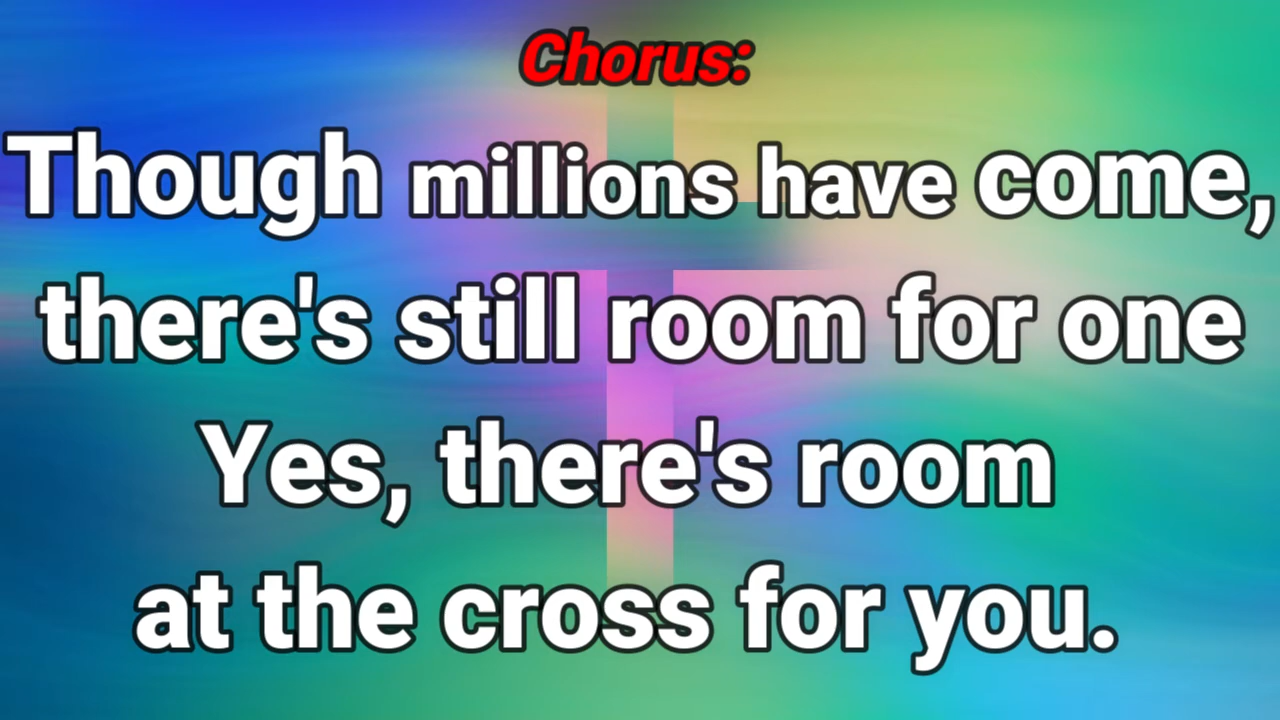 Chorus:
Though millions have come,
there's still room for one
Yes, there's room
at the cross for you.